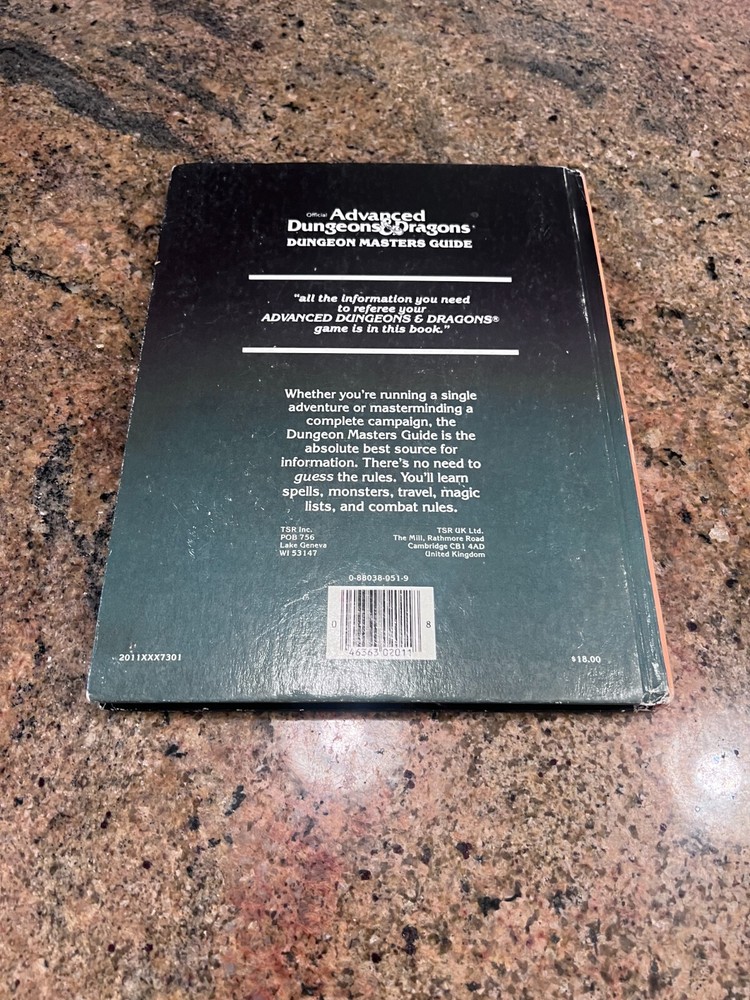 Official Advanced
Dungeons & Dragons®
DUNGEON MASTERS GUIDE
"all the information you need
to referee your
ADVANCED DUNGEONS & DRAGONS®
game is in this book."
Whether you're running a single
adventure or masterminding a
complete campaign, the
Dungeon Masters Guide is the
absolute best source for
information. There's no need to
guess the rules. You'll learn
spells, monsters, travel, magic
lists, and combat rules.
TSR Inc.
POB 756
Lake Geneva
WI 53147
TSR UK Ltd.
The Mill, Rathmore Road
Cambridge CB1 4AD
United Kingdom
0-88038-051-9
0 46363 02011 8
2011XXX7301
$18.00